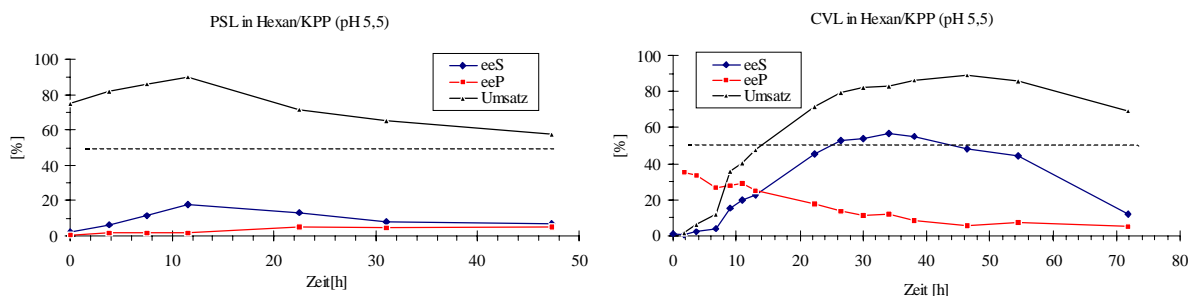 PSL in Hexan/KPP (pH 5,5)
100
80
60
40
20
0
[%]
eeS
eeP
Umsatz
0 10 20 30 40 50
Zeit[h]
CVL in Hexan/KPP (pH 5,5)
100
80
60
40
20
0
[%]
eeS
eeP
Umsatz
0 10 20 30 40 50 60 70 80
Zeit [h]